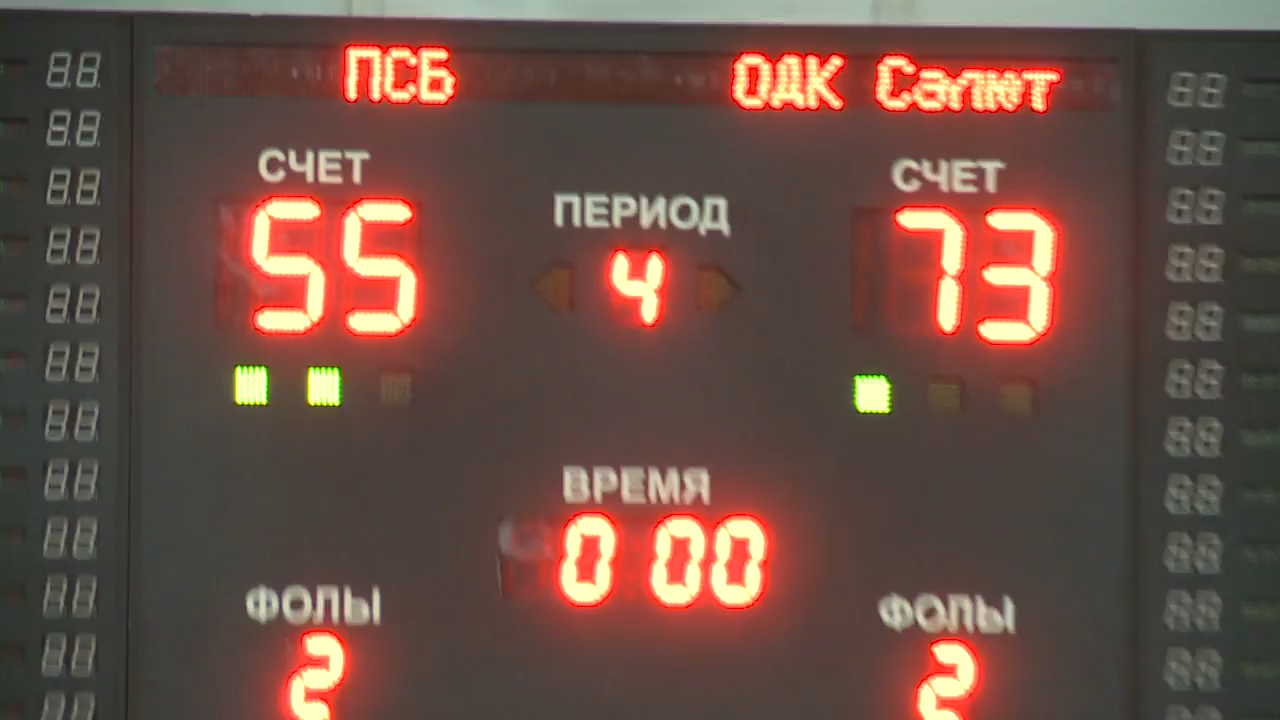 ПСБ ОДК Салют
СЧЕТ ПЕРИОД СЧЕТ
55 4 73
ВРЕМЯ
0 00
ФОЛЫ ФОЛЫ
2 2